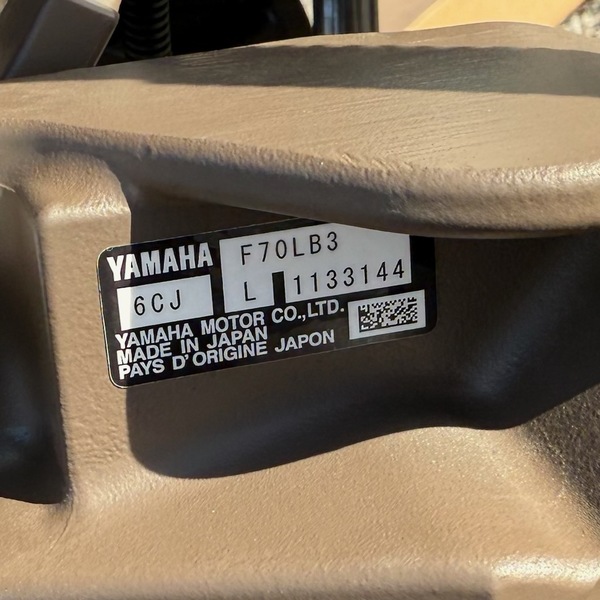 YAMAHA F70LB3
6CJ L 1133144
YAMAHA MOTOR CO.,LTD.
MADE IN JAPAN
PAYS D'ORIGINE JAPON